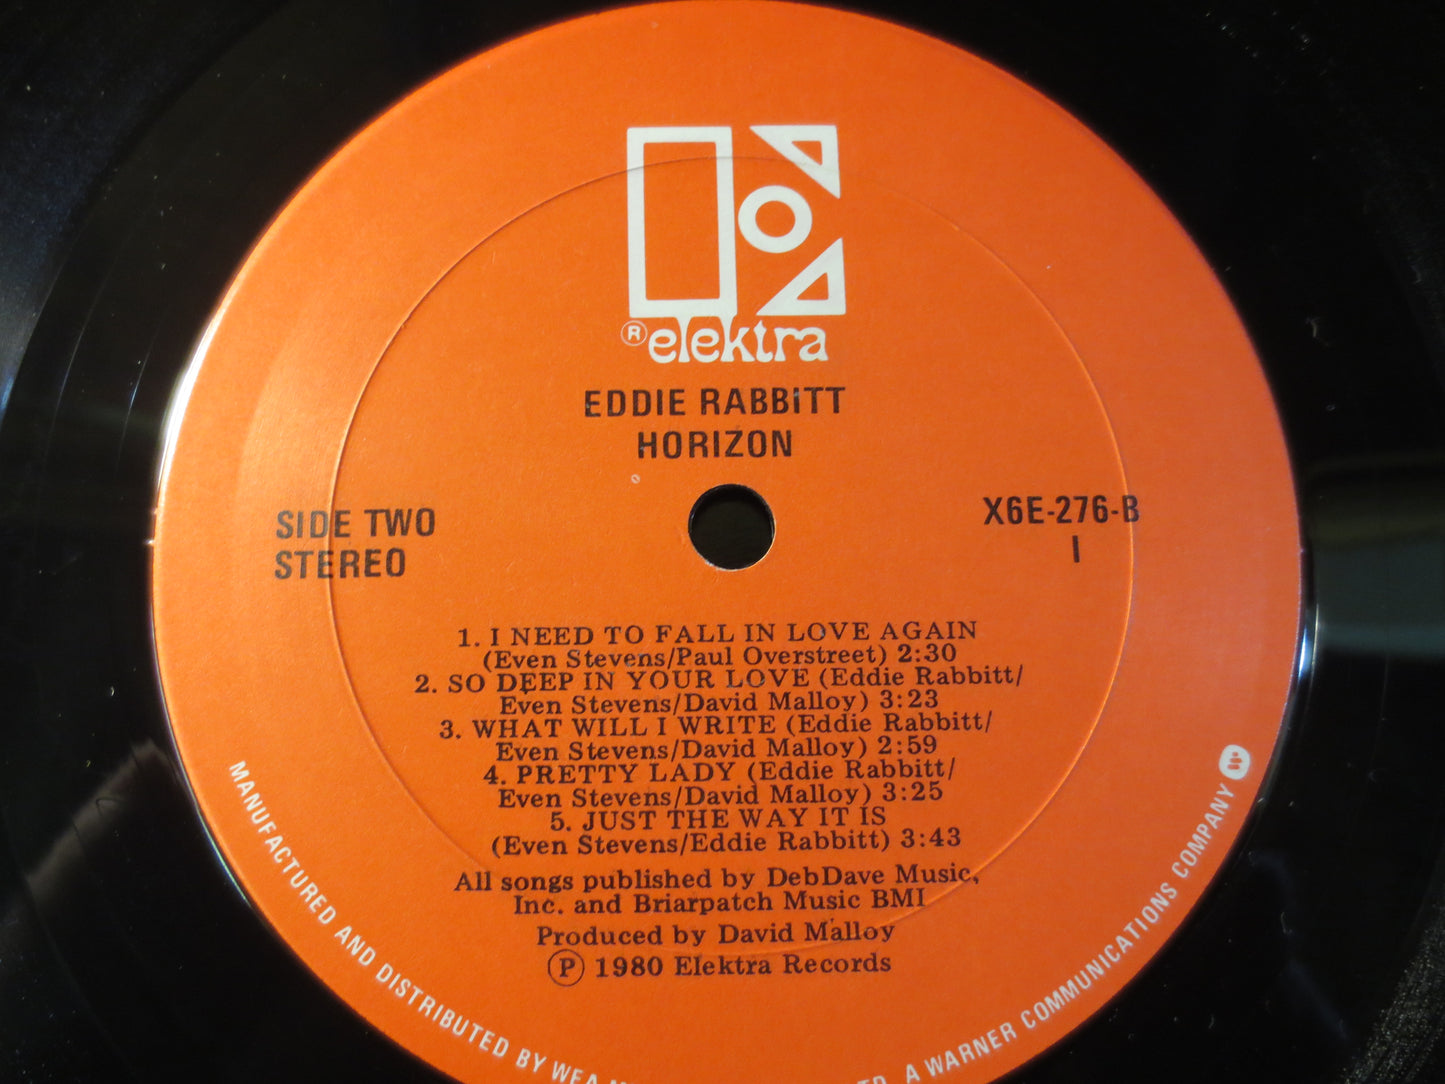 ® elektra
EDDIE RABBITT
HORIZON
SIDE TWO
STEREO
X6E-276-B
I
1. I NEED TO FALL IN LOVE AGAIN
(Even Stevens/Paul Overstreet) 2:30
2. SO DEEP IN YOUR LOVE (Eddie Rabbitt/
Even Stevens/David Malloy) 3:23
3. WHAT WILL I WRITE (Eddie Rabbitt/
Even Stevens/David Malloy) 2:59
4. PRETTY LADY (Eddie Rabbitt/
Even Stevens/David Malloy) 3:25
5. JUST THE WAY IT IS
(Even Stevens/Eddie Rabbitt) 3:43
All songs published by DebDave Music,
Inc. and Briarpatch Music BMI
Produced by David Malloy
Ⓟ 1980 Elektra Records
MANUFACTURED AND DISTRIBUTED BY WEA A WARNER COMMUNICATIONS COMPANY